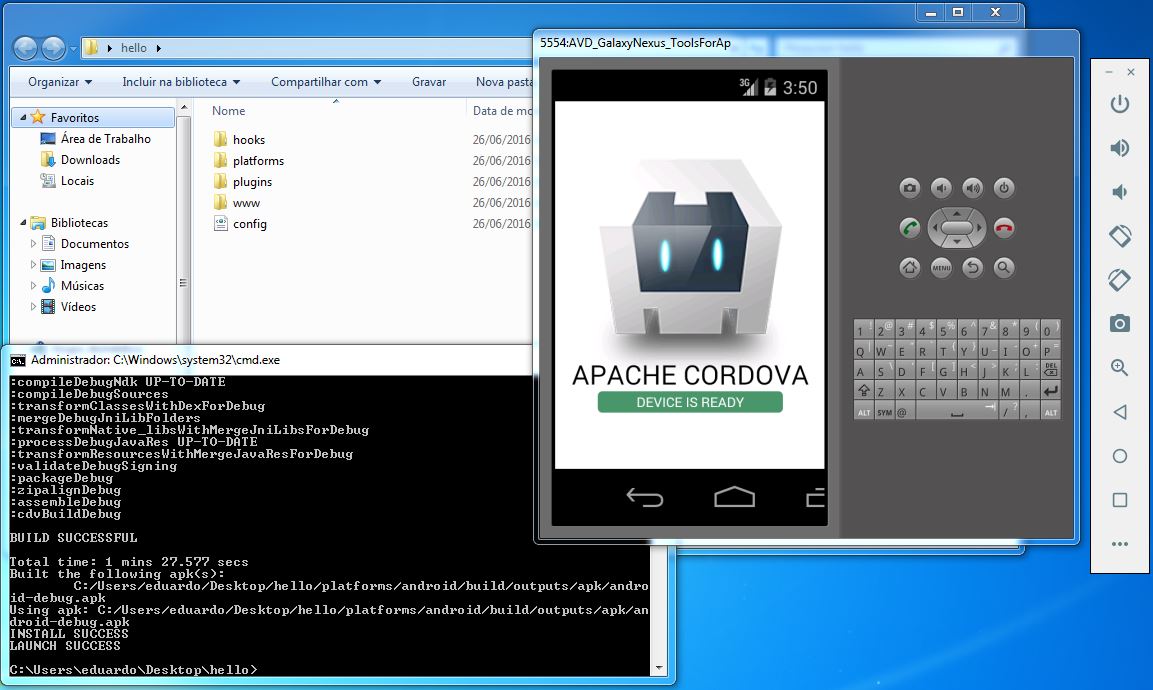 hello
Organizar
Incluir na biblioteca
Compartilhar com
Gravar
Nova pasta
Favoritos
Área de Trabalho
Downloads
Locais
Bibliotecas
Documentos
Imagens
Músicas
Vídeos
Nome
Data de mo
hooks
26/06/2016
platforms
26/06/2016
plugins
26/06/2016
www
26/06/2016
config
26/06/2016
Administrador: C:\Windows\system32\cmd.exe
:compileDebugNdk UP-TO-DATE
:compileDebugSources
:transformClassesWithDexForDebug
:mergeDebugJniLibFolders
:transformNative_libsWithMergeJniLibsForDebug
:processDebugJavaRes UP-TO-DATE
:transformResourcesWithMergeJavaResForDebug
:validateDebugSigning
:packageDebug
:zipalignDebug
:assembleDebug
:cdvBuildDebug
BUILD SUCCESSFUL
Total time: 1 mins 27.577 secs
Built the following apk(s):
C:/Users/eduardo/Desktop/hello/platforms/android/build/outputs/apk/andro
id-debug.apk
Using apk: C:/Users/eduardo/Desktop/hello/platforms/android/build/outputs/apk/an
droid-debug.apk
INSTALL SUCCESS
LAUNCH SUCCESS
C:\Users\eduardo\Desktop\hello>
5554:AVD_GalaxyNexus_ToolsForAp
3G 3:50
APACHE CORDOVA
DEVICE IS READY
MENU
1 ! 2 @ 3 # 4 $ 5 % 6 ^ 7 & 8 * 9 ( 0 )
Q W E R T Y U I O P
A S D F G H J K L DEL
Z X C V B N M .
ALT SYM @ / ? , ALT